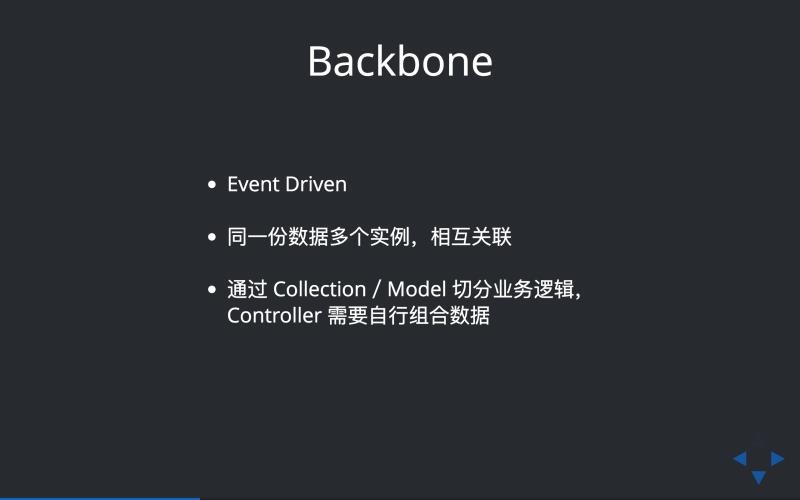 Backbone
Event Driven
同一份数据多个实例，相互关联
通过 Collection / Model 切分业务逻辑，
Controller 需要自行组合数据